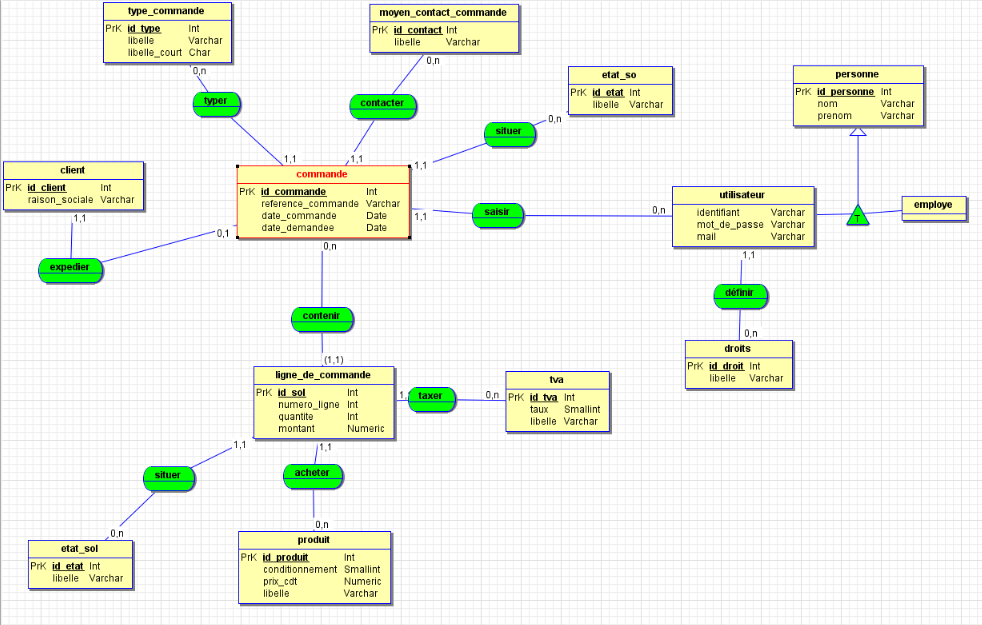 type_commande
PrK id_type Int
libelle Varchar
libelle_court Char
0,n
typer
1,1
moyen_contact_commande
PrK id_contact Int
libelle Varchar
0,n
contacter
1,1
etat_so
PrK id_etat Int
libelle Varchar
0,n
situer
1,1
personne
PrK id_personne Int
nom Varchar
prenom Varchar
client
PrK id_client Int
raison_sociale Varchar
1,1
expedier
0,1
commande
PrK id_commande Int
reference_commande Varchar
date_commande Date
date_demandee Date
1,1
saisir
0,n
utilisateur
identifiant Varchar
mot_de_passe Varchar
mail Varchar
T
employe
1,1
définir
0,n
droits
PrK id_droit Int
libelle Varchar
0,n
contenir
(1,1)
ligne_de_commande
PrK id_sol Int
numero_ligne Int
quantite Int
montant Numeric
1,
taxer
0,n
tva
PrK id_tva Int
taux Smallint
libelle Varchar
1,1
situer
0,n
etat_sol
PrK id_etat Int
libelle Varchar
1,1
acheter
0,n
produit
PrK id_produit Int
conditionnement Smallint
prix_cdt Numeric
libelle Varchar